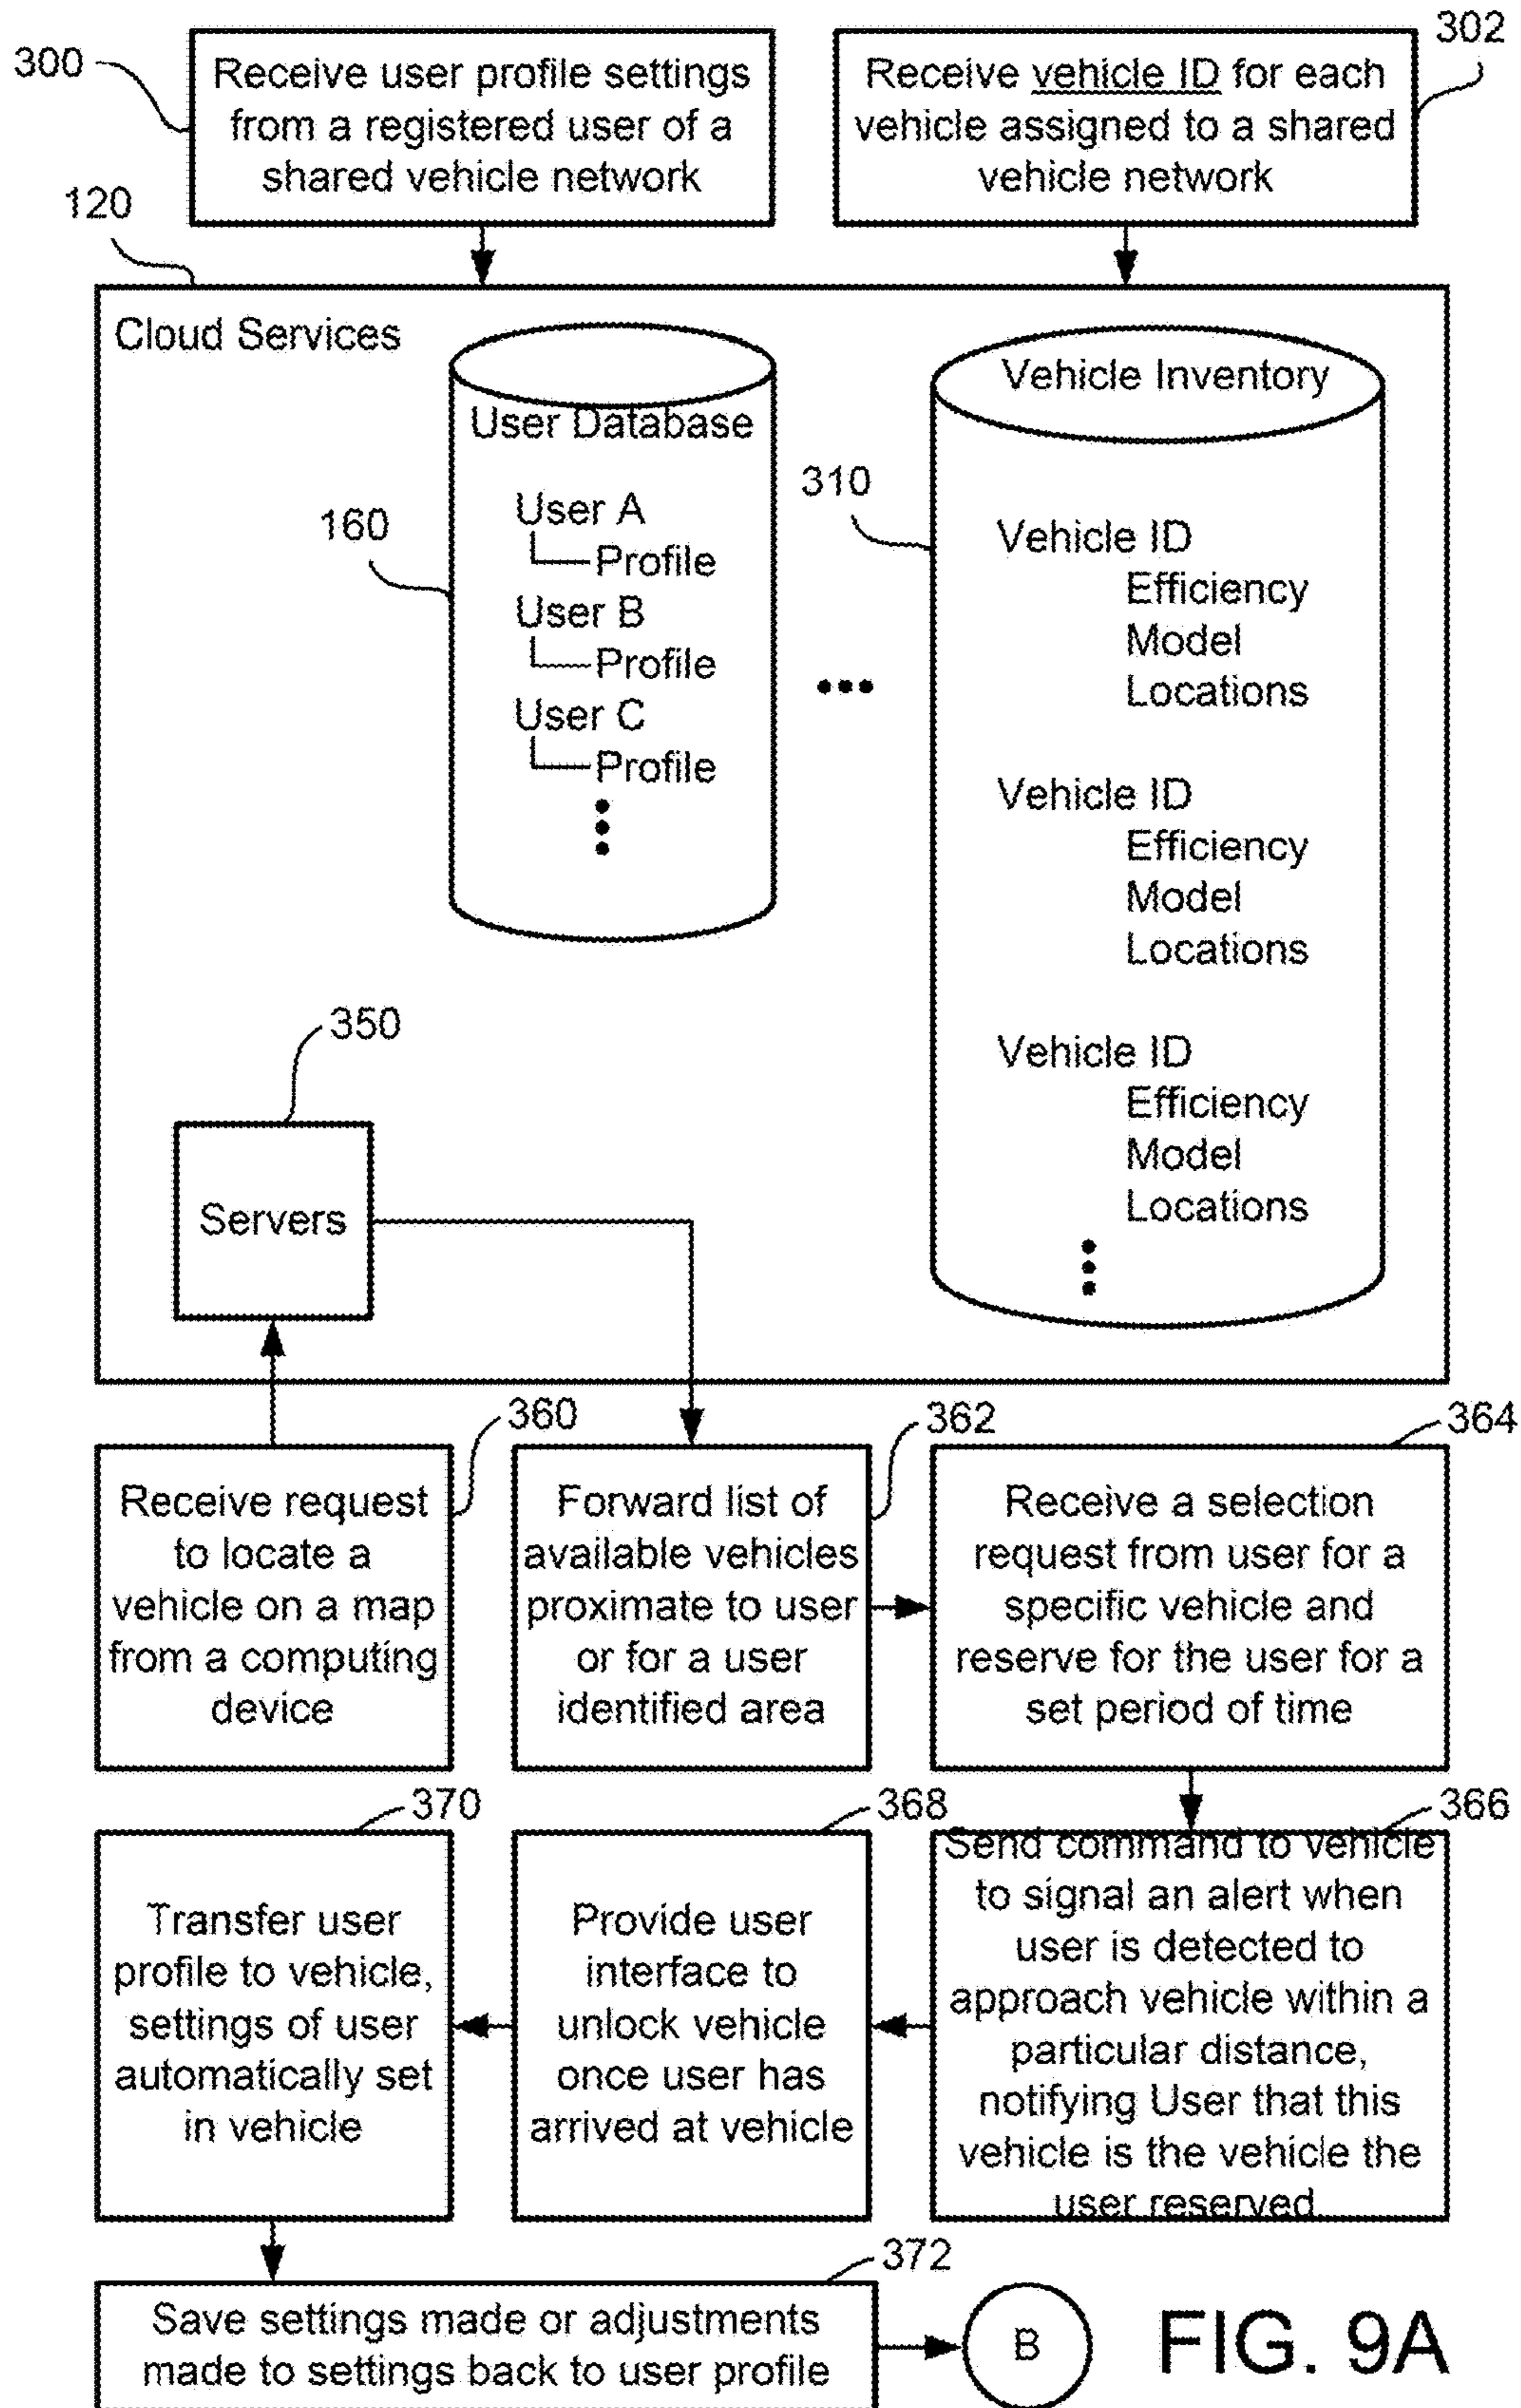 300
Receive user profile settings
from a registered user of a
shared vehicle network
302
Receive vehicle ID for each
vehicle assigned to a shared
vehicle network
120
Cloud Services
User Database
160
User A
Profile
User B
Profile
User C
Profile
Vehicle Inventory
310
Vehicle ID
Efficiency
Model
Locations
Vehicle ID
Efficiency
Model
Locations
Vehicle ID
Efficiency
Model
Locations
350
Servers
360
Receive request
to locate a
vehicle on a map
from a computing
device
362
Forward list of
available vehicles
proximate to user
or for a user
identified area
364
Receive a selection
request from user for a
specific vehicle and
reserve for the user for a
set period of time
366
Send command to vehicle
to signal an alert when
user is detected to
approach vehicle within a
particular distance,
notifying User that this
vehicle is the vehicle the
user reserved.
368
Provide user
interface to
unlock vehicle
once user has
arrived at vehicle
370
Transfer user
profile to vehicle,
settings of user
automatically set
in vehicle
372
Save settings made or adjustments
made to settings back to user profile
B
FIG. 9A